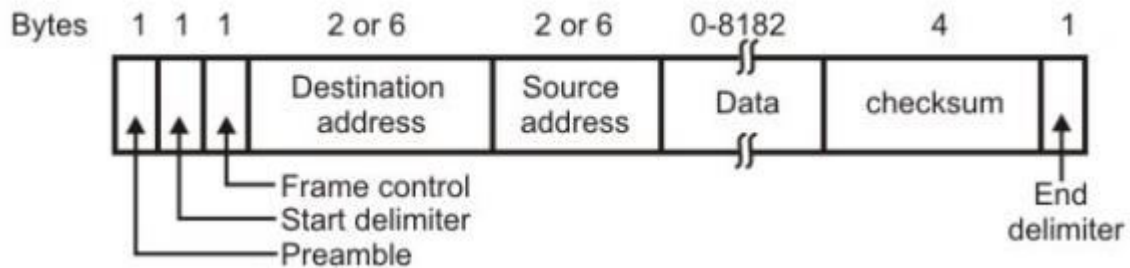 Bytes 1 1 1 2 or 6 2 or 6 0-8182 4 1
Destination address
Source address
Data
checksum
Frame control
Start delimiter
Preamble
End delimiter